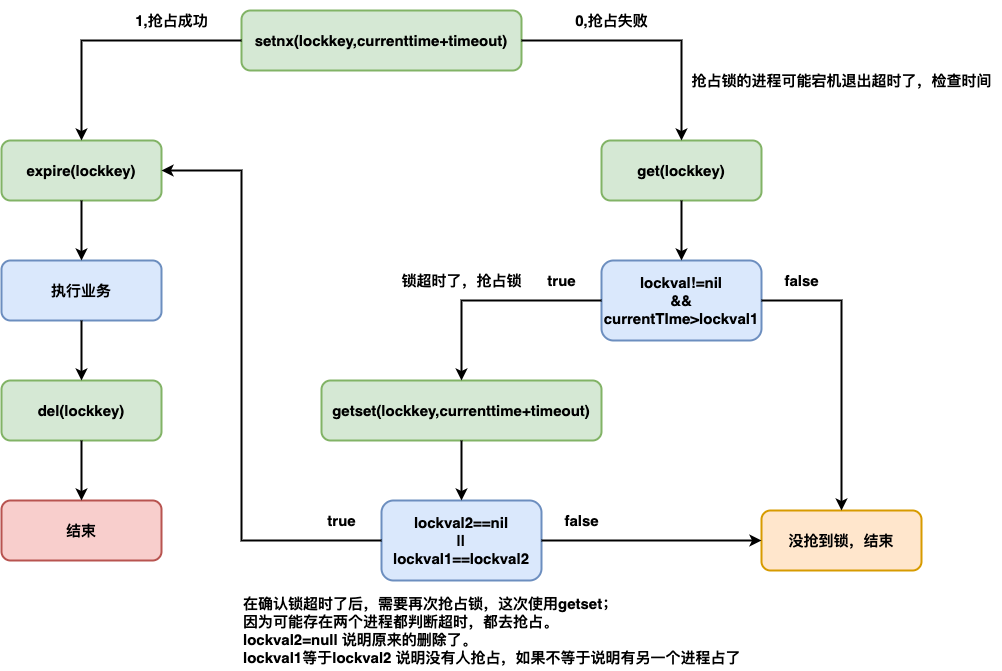 1,抢占成功
setnx(lockkey,currenttime+timeout)
0,抢占失败
抢占锁的进程可能宕机退出超时了，检查时间
expire(lockkey)
get(lockkey)
执行业务
锁超时了，抢占锁
true
lockval!=nil
&&
currentTIme>lockval1
false
del(lockkey)
getset(lockkey,currenttime+timeout)
结束
true
lockval2==nil
||
lockval1==lockval2
false
没抢到锁，结束
在确认锁超时了后，需要再次抢占锁，这次使用getset；
因为可能存在两个进程都判断超时，都去抢占。
lockval2=null 说明原来的删除了。
lockval1等于lockval2 说明没有人抢占，如果不等于说明有另一个进程占了